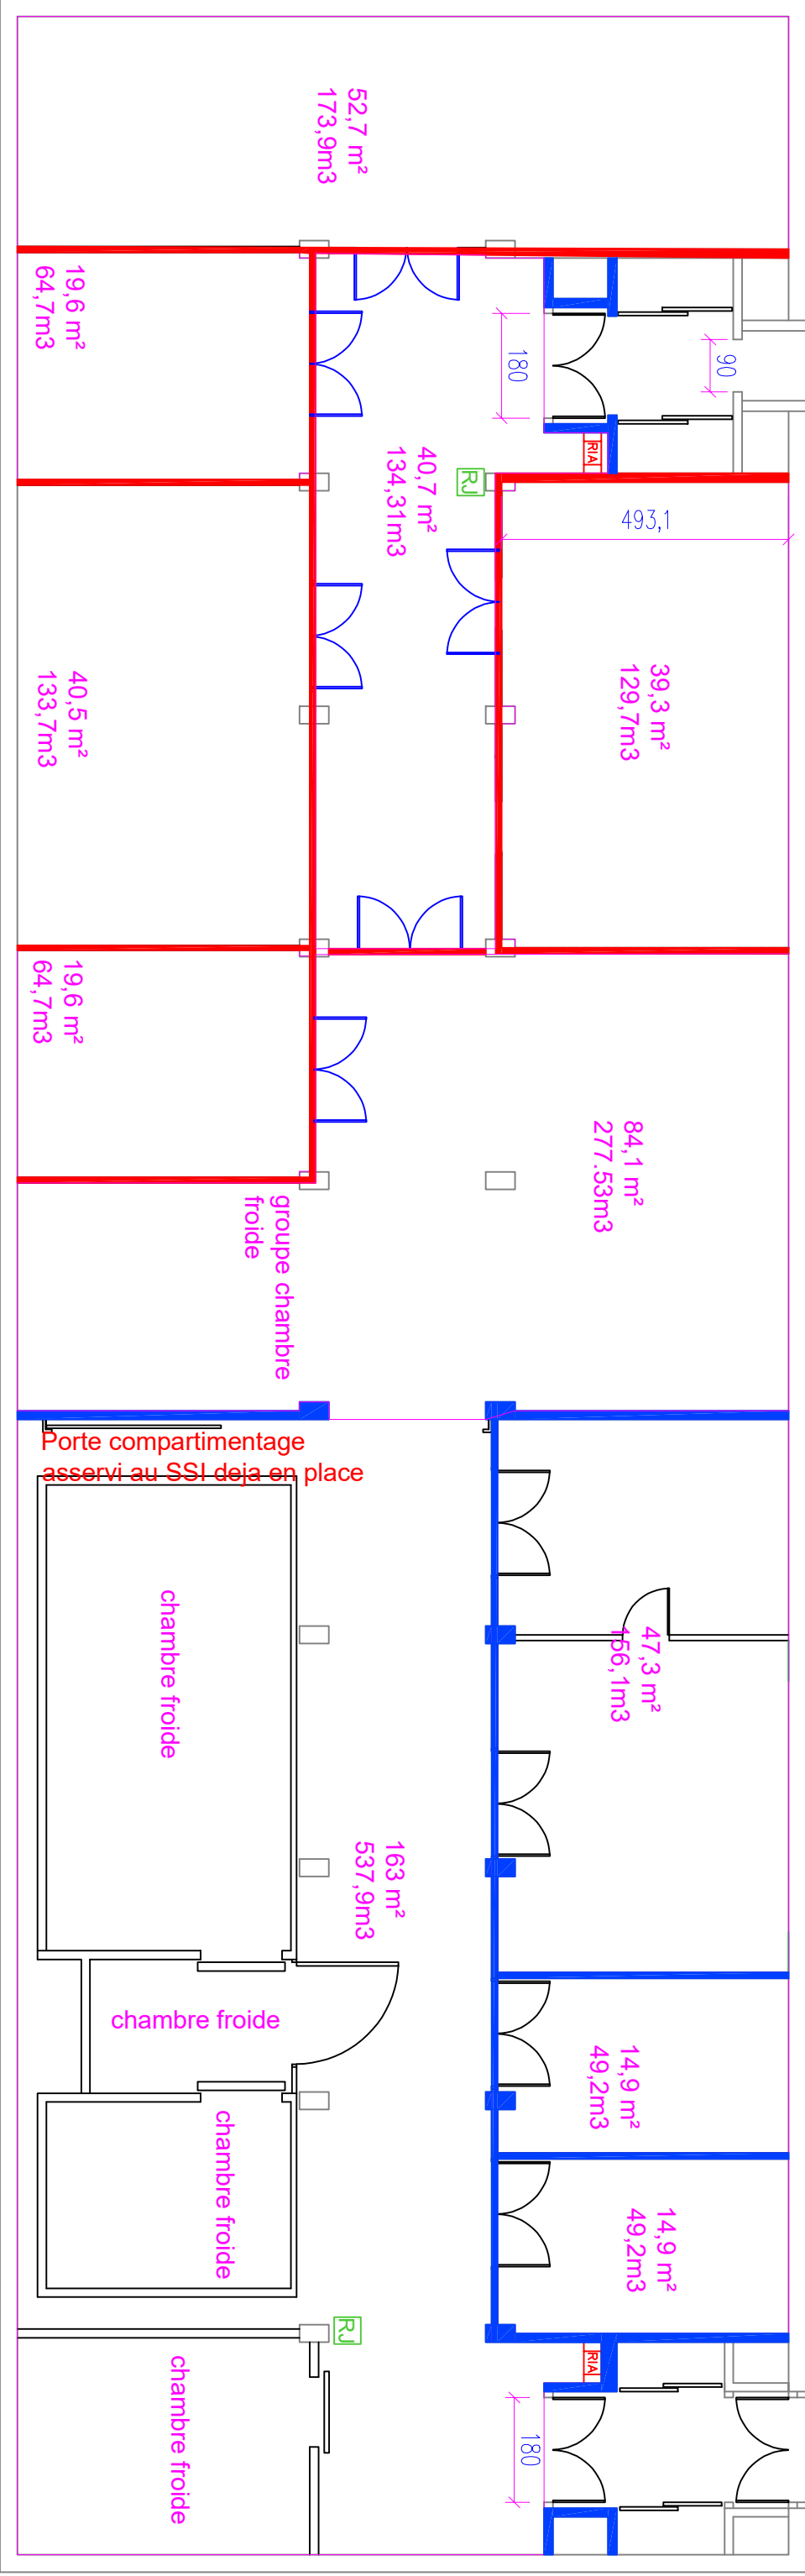 52,7 m²
173,9m3
19,6 m²
64,7m3
180
90
RIA
40,7 m²
134,31m3
RJ
493,1
40,5 m²
133,7m3
39,3 m²
129,7m3
19,6 m²
64,7m3
84,1 m²
277.53m3
groupe chambre
froide
Porte compartimentage
asservi au SSI deja en place
chambre froide
47,3 m²
156,1m3
163 m²
537,9m3
chambre froide
14,9 m²
49,2m3
chambre froide
14,9 m²
49,2m3
RJ
RIA
chambre froide
180